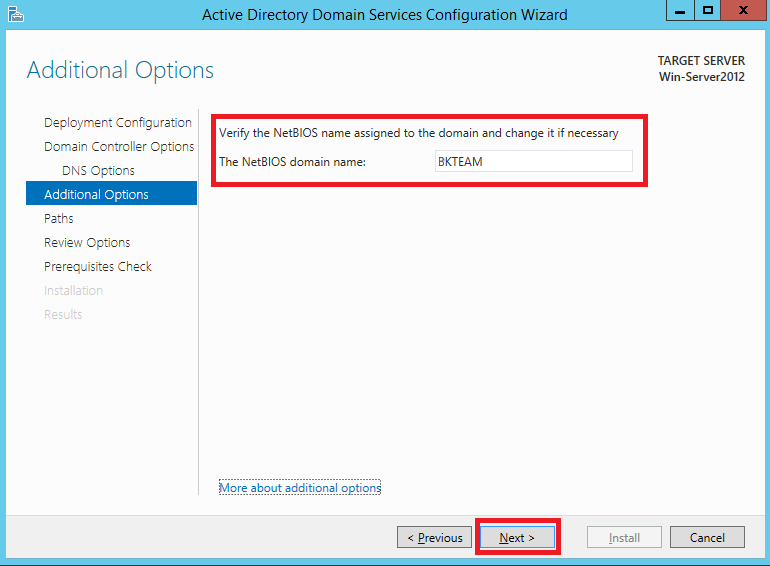 Active Directory Domain Services Configuration Wizard
Additional Options
TARGET SERVER
Win-Server2012
Deployment Configuration
Domain Controller Options
DNS Options
Additional Options
Paths
Review Options
Prerequisites Check
Installation
Results
Verify the NetBIOS name assigned to the domain and change it if necessary
The NetBIOS domain name: BKTEAM
More about additional options
< Previous Next > Install Cancel